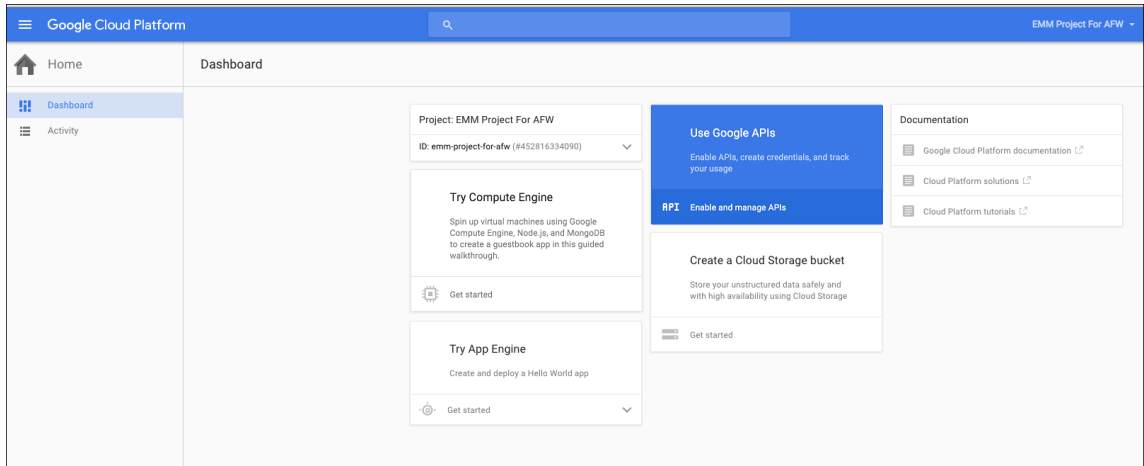 Google Cloud Platform
EMM Project For AFW
Home
Dashboard
Dashboard
Activity
Project: EMM Project For AFW
ID: emm-project-for-afw (#452816334090)
Try Compute Engine
Spin up virtual machines using Google
Compute Engine, Node.js, and MongoDB
to create a guestbook app in this guided
walkthrough.
Get started
Try App Engine
Create and deploy a Hello World app
Get started
Use Google APIs
Enable APIs, create credentials, and track
your usage
API Enable and manage APIs
Create a Cloud Storage bucket
Store your unstructured data safely and
with high availability using Cloud Storage
Get started
Documentation
Google Cloud Platform documentation
Cloud Platform solutions
Cloud Platform tutorials